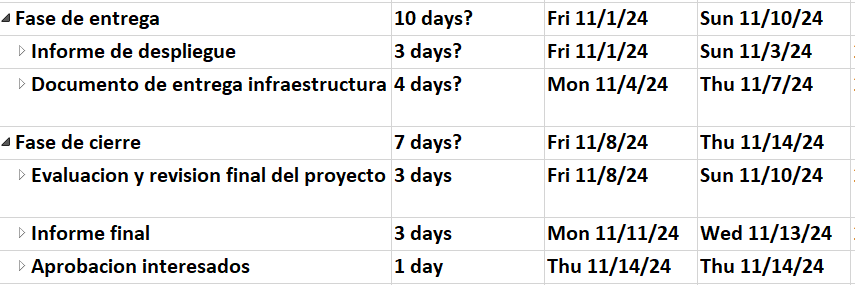 Fase de entrega 10 days? Fri 11/1/24 Sun 11/10/24
Informe de despliegue 3 days? Fri 11/1/24 Sun 11/3/24
Documento de entrega infraestructura 4 days? Mon 11/4/24 Thu 11/7/24
Fase de cierre 7 days? Fri 11/8/24 Thu 11/14/24
Evaluacion y revision final del proyecto 3 days Fri 11/8/24 Sun 11/10/24
Informe final 3 days Mon 11/11/24 Wed 11/13/24
Aprobacion interesados 1 day Thu 11/14/24 Thu 11/14/24